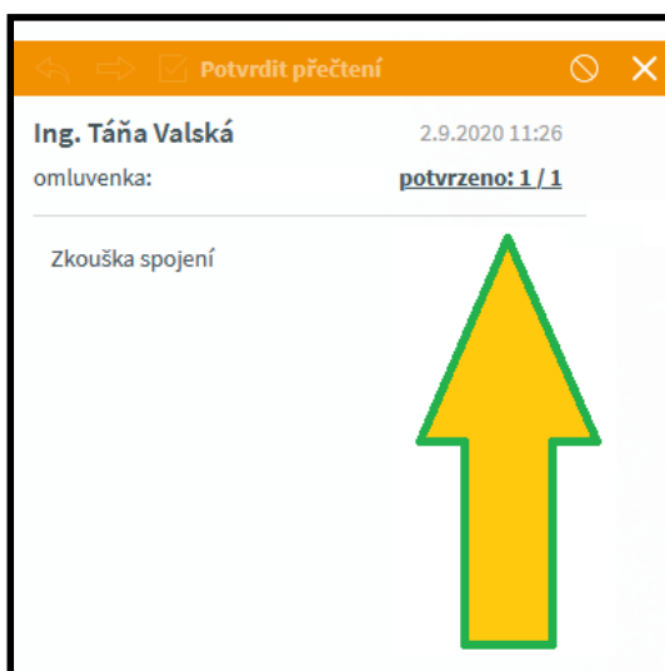 Potvrdit přečtení
Ing. Táňa Valská 2.9.2020 11:26
omluvenka: potvrzeno: 1 / 1
Zkouška spojení